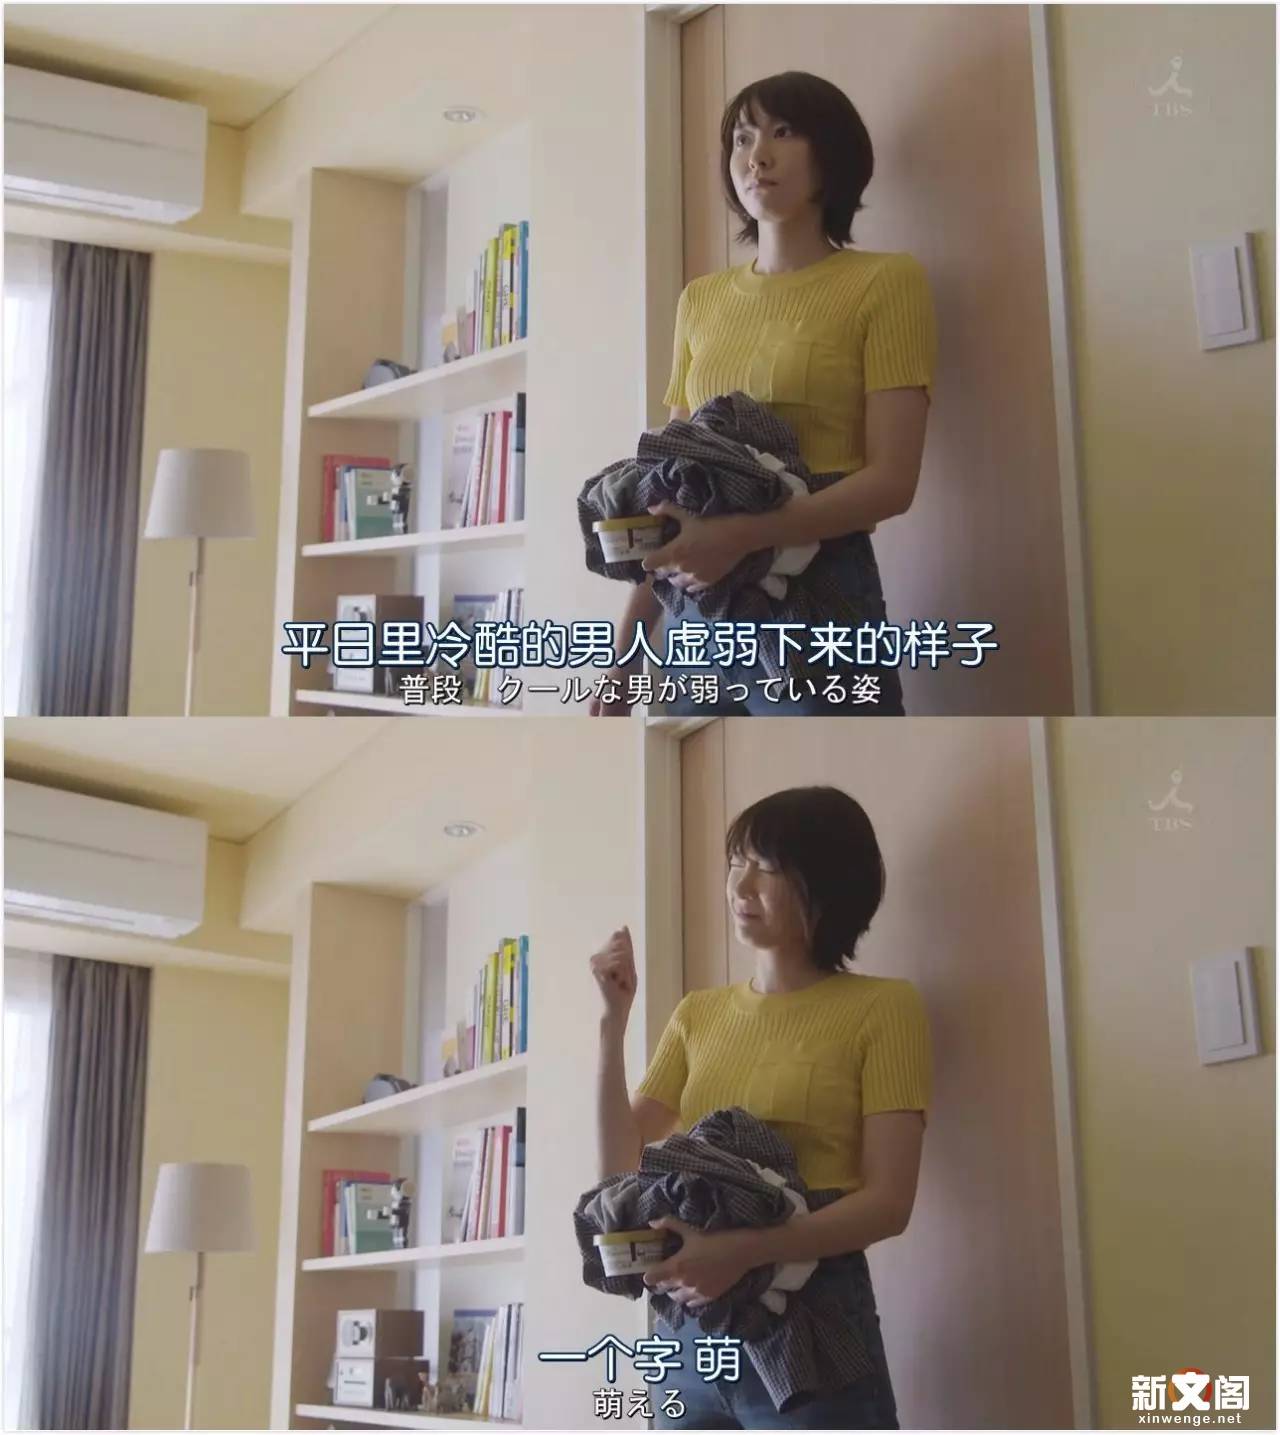 TBS
平日里冷酷的男人虚弱下来的样子
普段　クールな男が弱っている姿
TBS
一个字 萌
萌える
新文阁
xinwenge.net